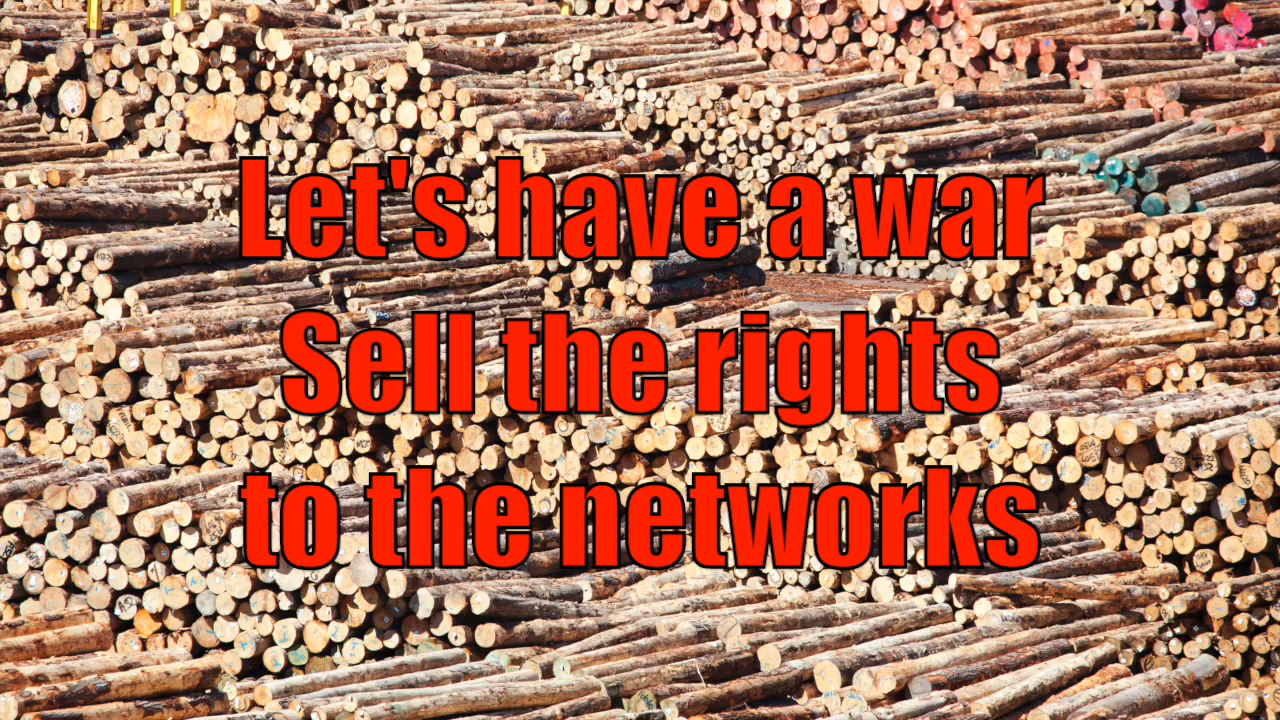 Let's have a war
Sell the rights
to the networks